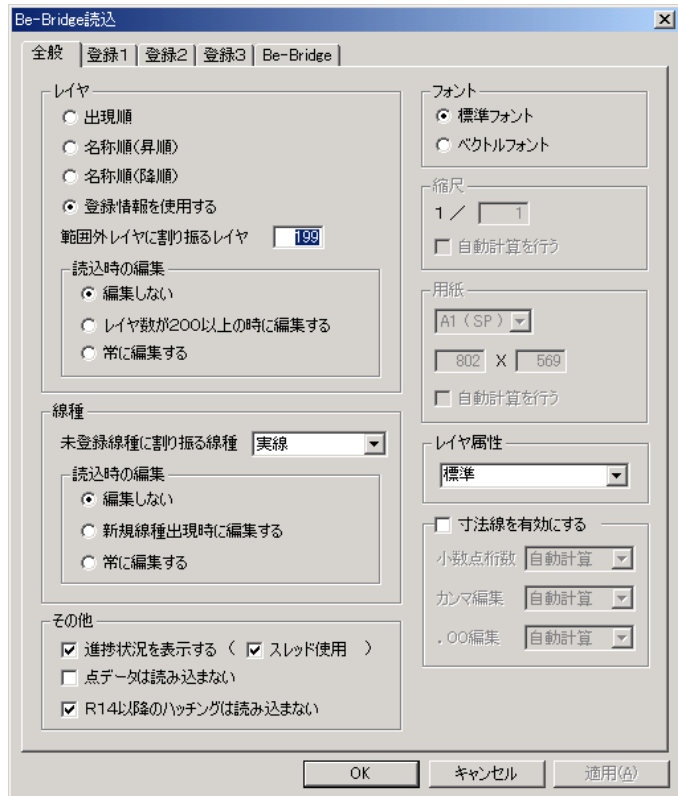 Be-Bridge読込
全般 登録1 登録2 登録3 Be-Bridge
レイヤ
出現順
名称順(昇順)
名称順(降順)
登録情報を使用する
範囲外レイヤに割り振るレイヤ 199
読込時の編集
編集しない
レイヤ数が200以上の時に編集する
常に編集する
線種
未登録線種に割り振る線種 実線
読込時の編集
編集しない
新規線種出現時に編集する
常に編集する
その他
進捗状況を表示する ( スレッド使用 )
点データは読み込まない
R14以降のハッチングは読み込まない
フォント
標準フォント
ベクトルフォント
縮尺
1/ 1
自動計算を行う
用紙
A1(SP)
802 X 569
自動計算を行う
レイヤ属性
標準
寸法線を有効にする
小数点桁数 自動計算
カンマ編集 自動計算
.00編集 自動計算
OK キャンセル 適用(A)